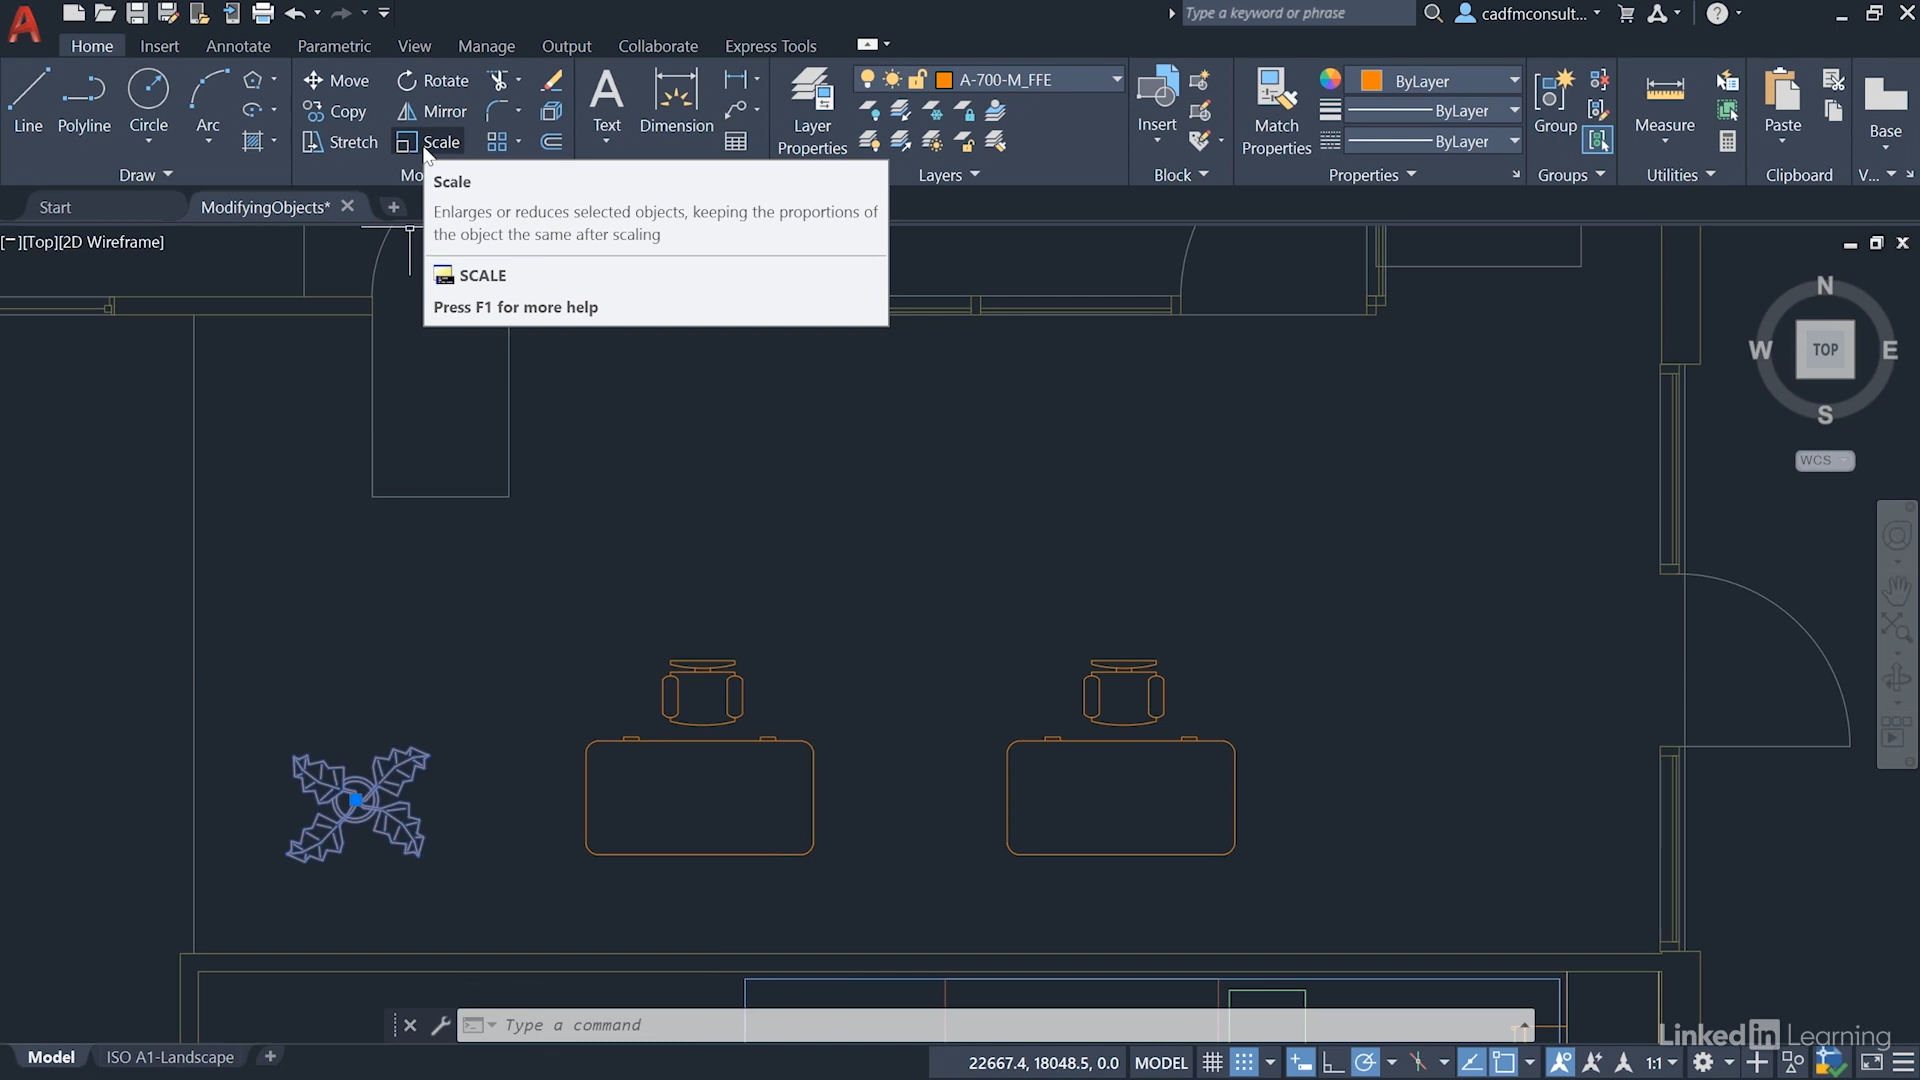 Type a keyword or phrase
cadfmconsult...
Home
Insert
Annotate
Parametric
View
Manage
Output
Collaborate
Express Tools
Line
Polyline
Circle
Arc
Move
Rotate
Copy
Mirror
Stretch
Scale
Text
Dimension
Layer
Properties
A-700-M_FFE
Insert
Match
Properties
ByLayer
ByLayer
ByLayer
Group
Measure
Paste
Base
Draw
Mo
Layers
Block
Properties
Groups
Utilities
Clipboard
V...
Start
ModifyingObjects*
Scale
Enlarges or reduces selected objects, keeping the proportions of
the object the same after scaling
SCALE
Press F1 for more help
[−][Top][2D Wireframe]
N
W
TOP
E
S
WCS
Type a command
LinkedIn Learning
Model
ISO A1-Landscape
22667.4, 18048.5, 0.0
MODEL
1:1